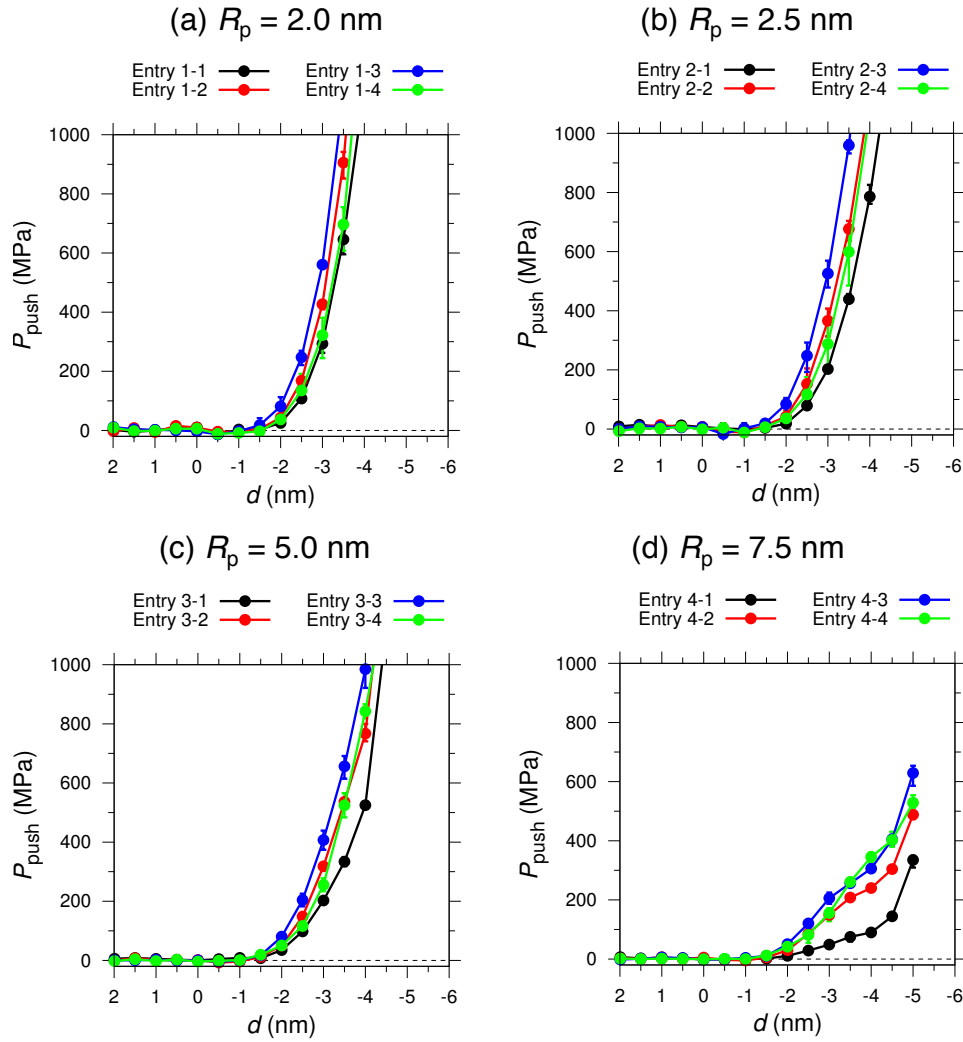 (a) Rp = 2.0 nm
Entry 1-1 Entry 1-3
Entry 1-2 Entry 1-4
1000
800
600
400
200
0
Ppush (MPa)
2 1 0 -1 -2 -3 -4 -5 -6
d (nm)
(b) Rp = 2.5 nm
Entry 2-1 Entry 2-3
Entry 2-2 Entry 2-4
1000
800
600
400
200
0
Ppush (MPa)
2 1 0 -1 -2 -3 -4 -5 -6
d (nm)
(c) Rp = 5.0 nm
Entry 3-1 Entry 3-3
Entry 3-2 Entry 3-4
1000
800
600
400
200
0
Ppush (MPa)
2 1 0 -1 -2 -3 -4 -5 -6
d (nm)
(d) Rp = 7.5 nm
Entry 4-1 Entry 4-3
Entry 4-2 Entry 4-4
1000
800
600
400
200
0
Ppush (MPa)
2 1 0 -1 -2 -3 -4 -5 -6
d (nm)